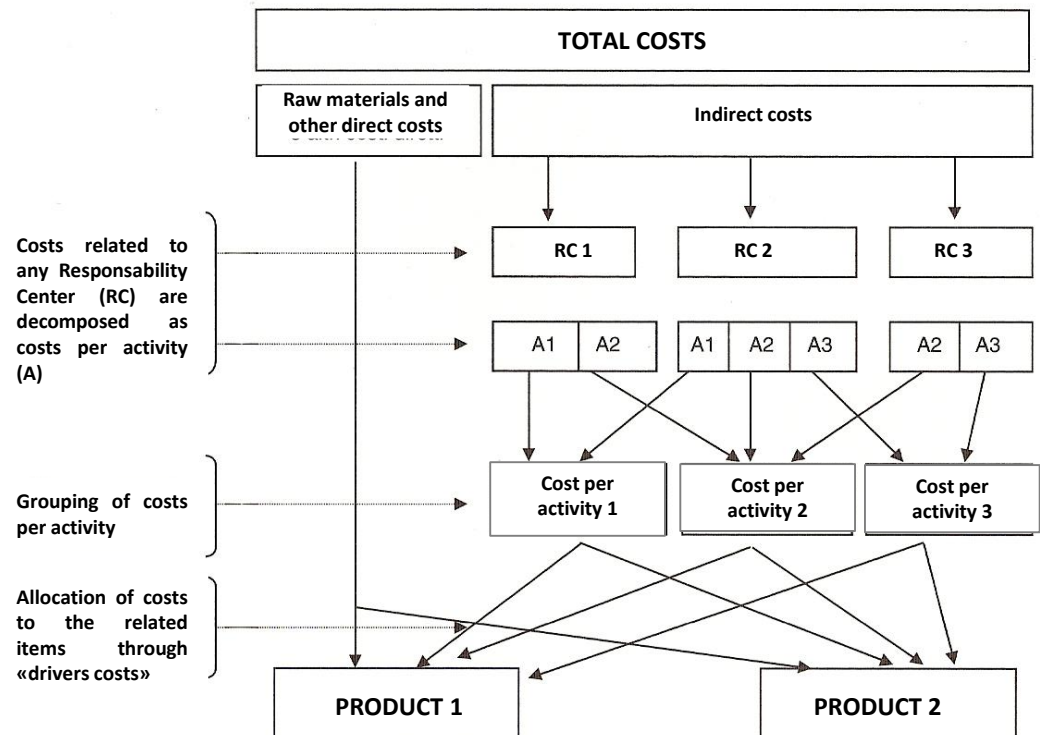 TOTAL COSTS
Raw materials and
other direct costs
Indirect costs
Costs related to
any Responsability
Center (RC) are
decomposed as
costs per activity
(A)
RC 1
RC 2
RC 3
A1
A2
A1
A2
A3
A2
A3
Grouping of costs
per activity
Cost per
activity 1
Cost per
activity 2
Cost per
activity 3
Allocation of costs
to the related
items through
«drivers costs»
PRODUCT 1
PRODUCT 2